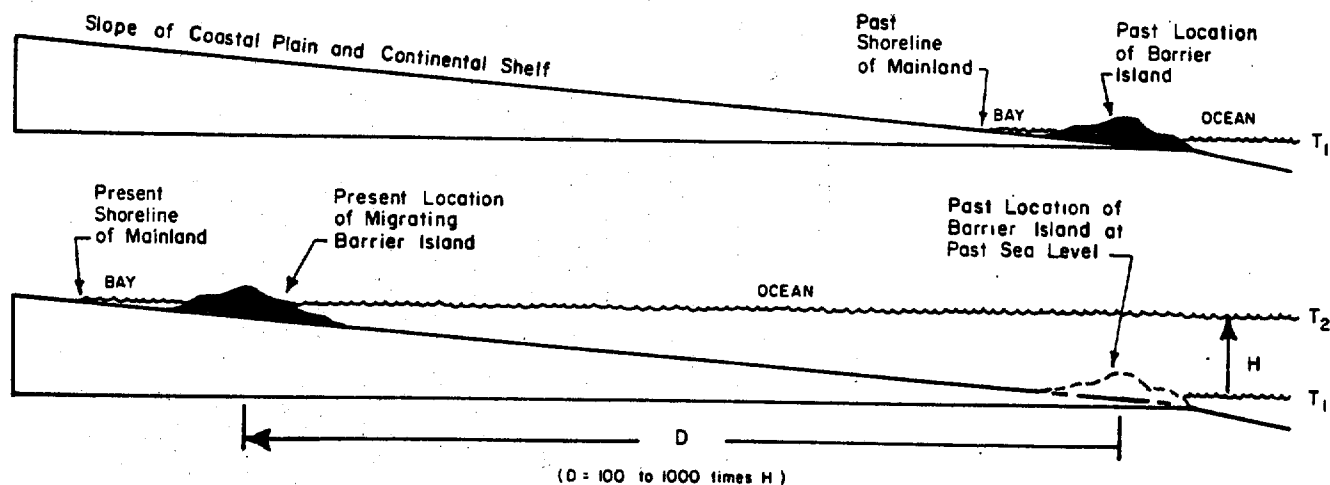 Slope of Coastal Plain and Continental Shelf
Past
Shoreline
of Mainland
Past Location
of Barrier
Island
BAY
OCEAN
T1
Present
Shoreline
of Mainland
Present Location
of Migrating
Barrier Island
Past Location of
Barrier Island at
Past Sea Level
BAY
OCEAN
T2
H
T1
D
(D = 100 to 1000 times H)